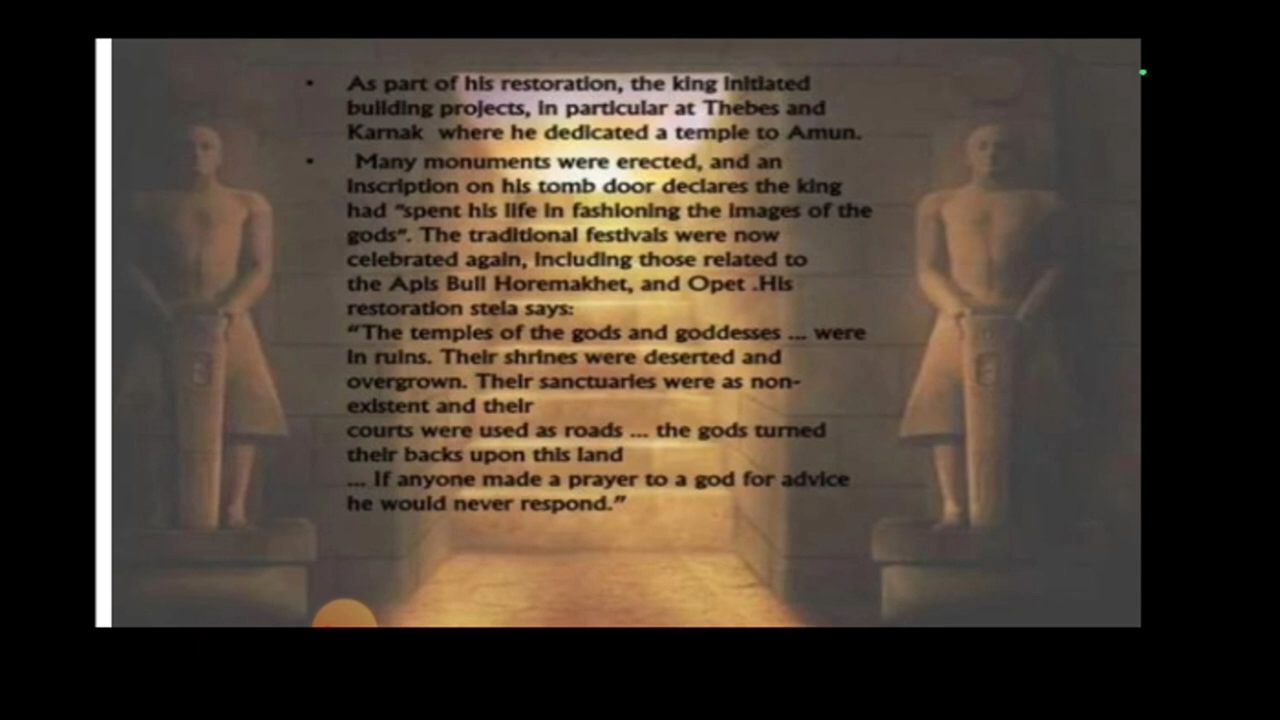 • As part of his restoration, the king initiated
building projects, in particular at Thebes and
Karnak where he dedicated a temple to Amun.
• Many monuments were erected, and an
inscription on his tomb door declares the king
had "spent his life in fashioning the images of the
gods". The traditional festivals were now
celebrated again, including those related to
the Apis Bull Horemakhet, and Opet .His
restoration stela says:
"The temples of the gods and goddesses ... were
in ruins. Their shrines were deserted and
overgrown. Their sanctuaries were as non-
existent and their
courts were used as roads ... the gods turned
their backs upon this land
... If anyone made a prayer to a god for advice
he would never respond."